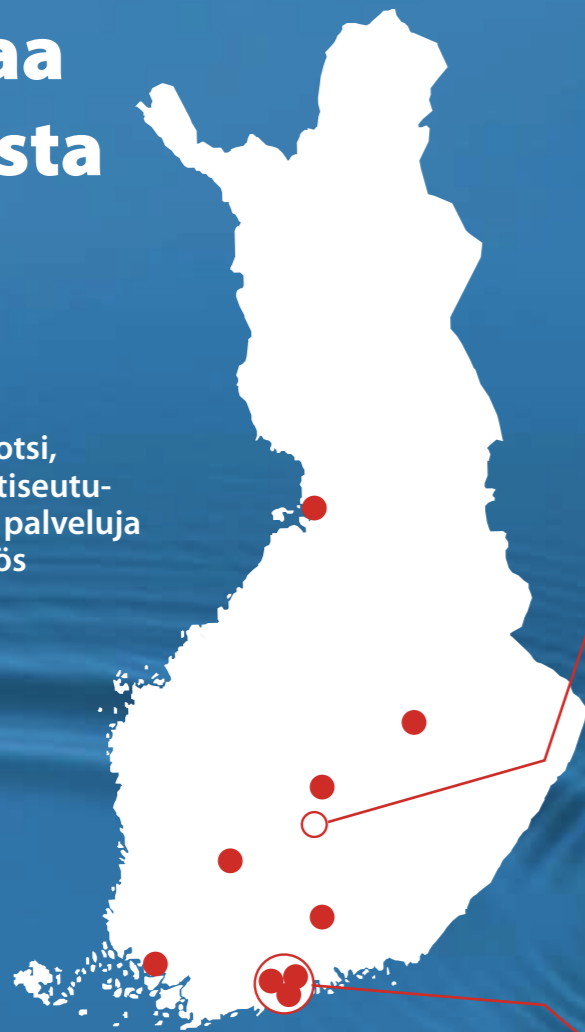 aa
sta
otsi,
tiseutu-
palveluja
ös